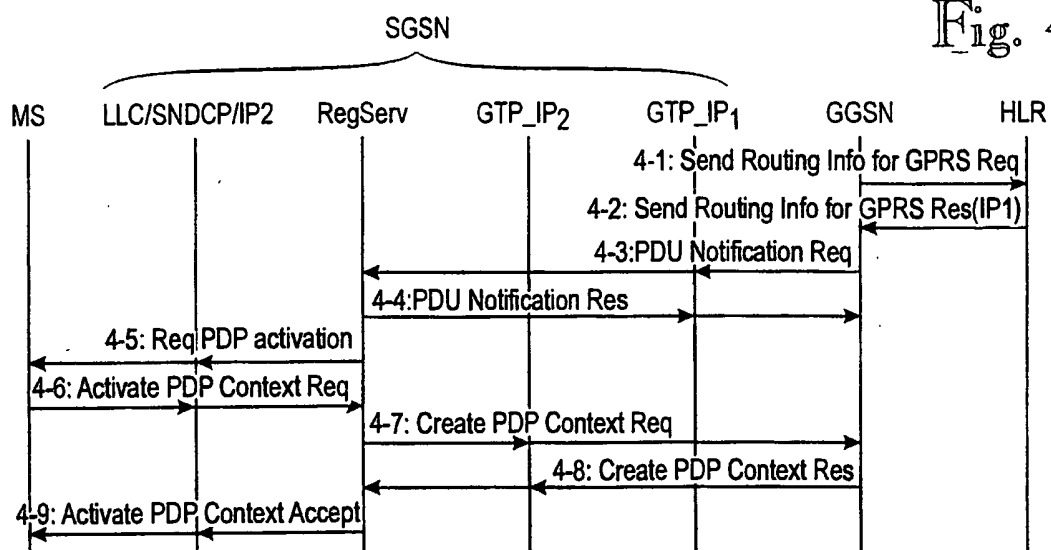 Fig. 4
SGSN
MS LLC/SNDCP/IP2 RegServ GTP_IP2 GTP_IP1 GGSN HLR
4-1: Send Routing Info for GPRS Req
4-2: Send Routing Info for GPRS Res(IP1)
4-3:PDU Notification Req
4-4:PDU Notification Res
4-5: Req PDP activation
4-6: Activate PDP Context Req
4-7: Create PDP Context Req
4-8: Create PDP Context Res
4-9: Activate PDP Context Accept